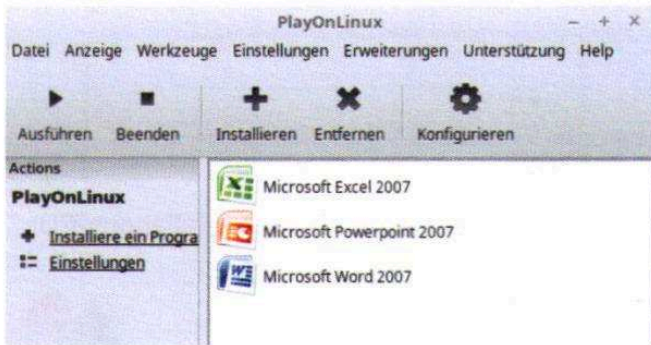 PlayOnLinux
Datei Anzeige Werkzeuge Einstellungen Erweiterungen Unterstützung Help
Ausführen Beenden Installieren Entfernen Konfigurieren
Actions
PlayOnLinux
Installiere ein Progra
Einstellungen
Microsoft Excel 2007
Microsoft Powerpoint 2007
Microsoft Word 2007